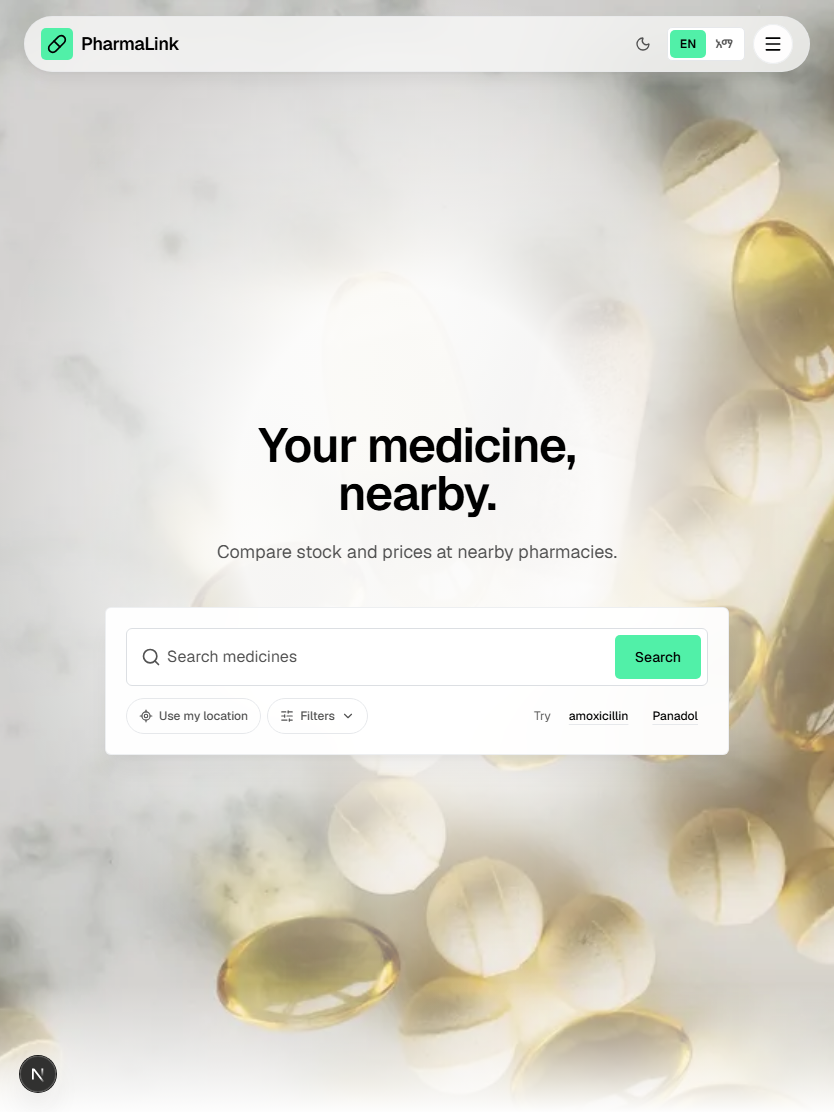 PharmaLink
EN
አማ
Your medicine,
nearby.
Compare stock and prices at nearby pharmacies.
Search medicines
Search
Use my location
Filters
Try
amoxicillin
Panadol
N